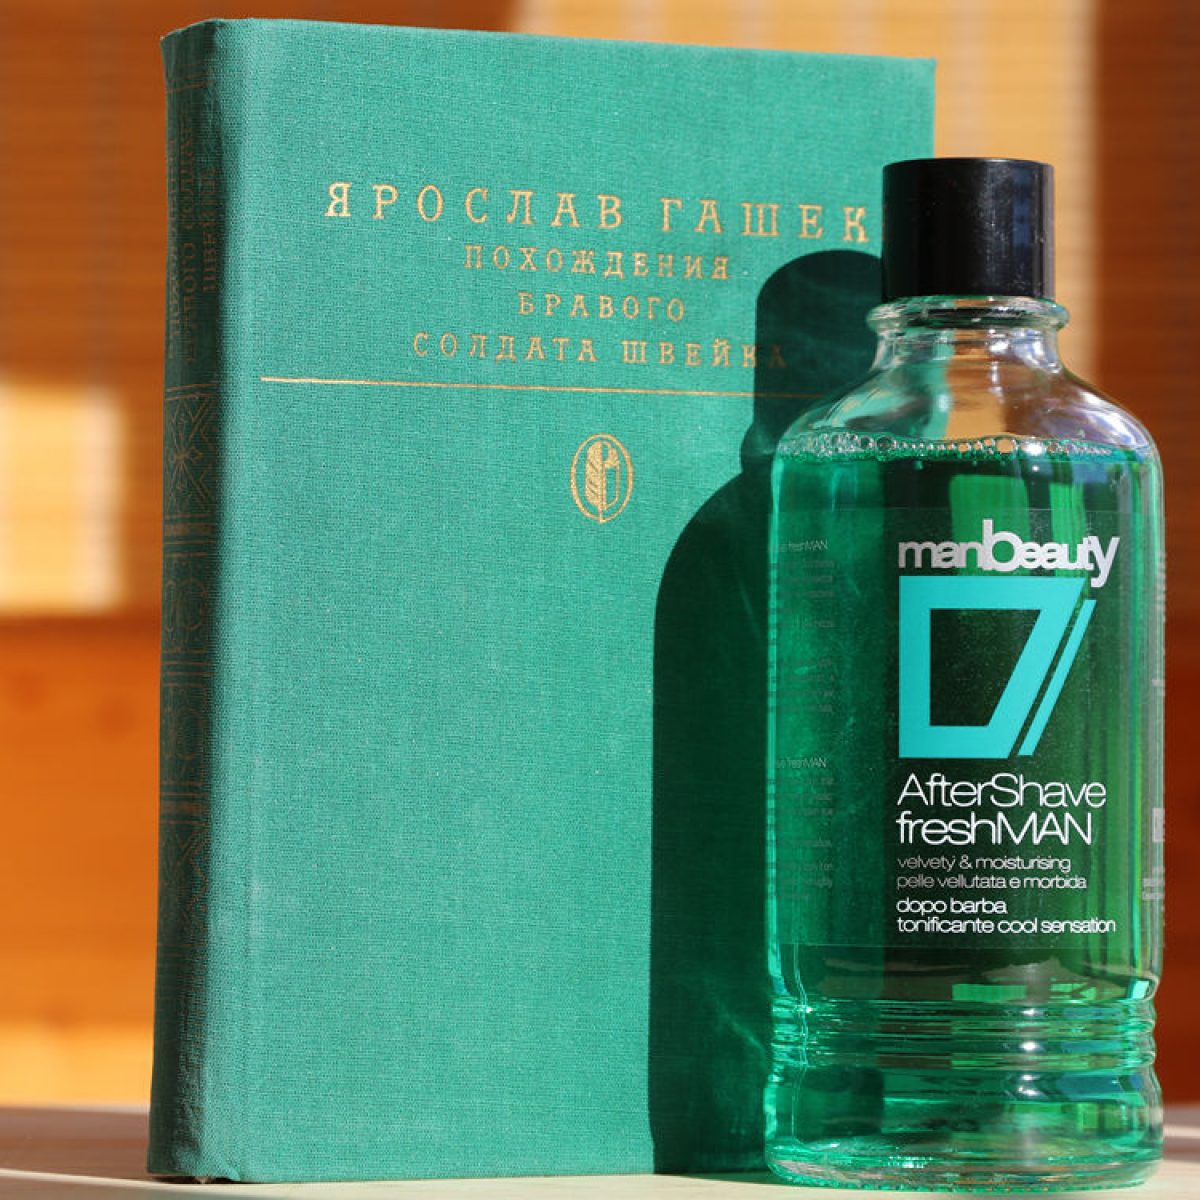 ЯРОСЛАВ ГАШЕК
ПОХОЖДЕНИЯ
БРАВОГО
СОЛДАТА ШВЕЙКА
manbeauty
AfterShave
freshMAN
velvety & moisturising
pelle vellutata e morbida
dopo barba
tonificante cool sensation